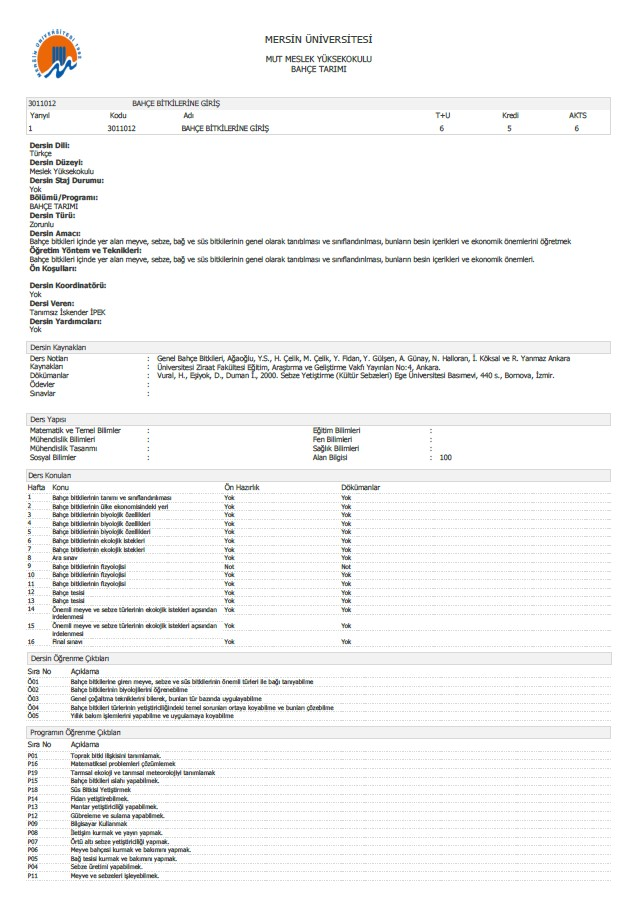 MERSİN ÜNİVERSİTESİ 1992
MERSİN ÜNİVERSİTESİ
MUT MESLEK YÜKSEKOKULU
BAHÇE TARIMI
3011012 BAHÇE BİTKİLERİNE GİRİŞ
Yarıyıl Kodu Adı T+U Kredi AKTS
1 3011012 BAHÇE BİTKİLERİNE GİRİŞ 6 5 6
Dersin Dili:
Türkçe
Dersin Düzeyi:
Meslek Yüksekokulu
Dersin Staj Durumu:
Yok
Bölümü/Programı:
BAHÇE TARIMI
Dersin Türü:
Zorunlu
Dersin Amacı:
Bahçe bitkileri içinde yer alan meyve, sebze, bağ ve süs bitkilerinin genel olarak tanıtılması ve sınıflandırılması, bunların besin içerikleri ve ekonomik önemlerini öğretmek
Öğretim Yöntem ve Teknikleri:
Bahçe bitkileri içinde yer alan meyve, sebze, bağ ve süs bitkilerinin genel olarak tanıtılması ve sınıflandırılması, bunların besin içerikleri ve ekonomik önemleri.
Ön Koşulları:
Dersin Koordinatörü:
Yok
Dersi Veren:
Tanımsız İskender İPEK
Dersin Yardımcıları:
Yok
Dersin Kaynakları
Ders Notları : Genel Bahçe Bitkileri, Ağaoğlu, Y.S., H. Çelik, M. Çelik, Y. Fidan, Y. Gülşen, A. Günay, N. Halloran, İ. Köksal ve R. Yanmaz Ankara
Kaynakları : Üniversitesi Ziraat Fakültesi Eğitim, Araştırma ve Geliştirme Vakfı Yayınları No:4, Ankara.
Dökümanlar : Vural, H., Eşiyok, D., Duman İ., 2000. Sebze Yetiştirme (Kültür Sebzeleri) Ege Üniversitesi Basımevi, 440 s., Bornova, İzmir.
Ödevler :
Sınavlar :
Ders Yapısı
Matematik ve Temel Bilimler : Eğitim Bilimleri :
Mühendislik Bilimleri : Fen Bilimleri :
Mühendislik Tasarımı : Sağlık Bilimleri :
Sosyal Bilimler : Alan Bilgisi : 100
Ders Konuları
Hafta Konu Ön Hazırlık Dökümanlar
1 Bahçe bitkilerinin tanımı ve sınıflandırılması Yok Yok
2 Bahçe bitkilerinin ülke ekonomisindeki yeri Yok Yok
3 Bahçe bitkilerinin biyolojik özellikleri Yok Yok
4 Bahçe bitkilerinin biyolojik özellikleri Yok Yok
5 Bahçe bitkilerinin biyolojik özellikleri Yok Yok
6 Bahçe bitkilerinin ekolojik istekleri Yok Yok
7 Bahçe bitkilerinin ekolojik istekleri Yok Yok
8 Ara sınav Yok Yok
9 Bahçe bitkilerinin fizyolojisi Not Not
10 Bahçe bitkilerinin fizyolojisi Yok Yok
11 Bahçe bitkilerinin fizyolojisi Yok Yok
12 Bahçe tesisi Yok Yok
13 Bahçe tesisi Yok Yok
14 Önemli meyve ve sebze türlerinin ekolojik istekleri açısından Yok Yok
irdelenmesi
15 Önemli meyve ve sebze türlerinin ekolojik istekleri açısından Yok Yok
irdelenmesi
16 Final sınavı Yok Yok
Dersin Öğrenme Çıktıları
Sıra No Açıklama
Ö01 Bahçe bitkilerine giren meyve, sebze ve süs bitkilerinin önemli türleri ile bağı tanıyabilme
Ö02 Bahçe bitkilerinin biyolojilerini öğrenebilme
Ö03 Genel çoğaltma tekniklerini bilerek, bunları tür bazında uygulayabilme
Ö04 Bahçe bitkileri türlerinin yetiştiriciliğindeki temel sorunları ortaya koyabilme ve bunları çözebilme
Ö05 Yıllık bakım işlemlerini yapabilme ve uygulamaya koyabilme
Programın Öğrenme Çıktıları
Sıra No Açıklama
P01 Toprak bitki ilişkisini tanımlamak.
P16 Matematiksel problemleri çözümlemek
P19 Tarımsal ekoloji ve tarımsal meteorolojiyi tanımlamak
P15 Bahçe bitkileri ıslahı yapabilmek.
P18 Süs Bitkisi Yetiştirmek
P14 Fidan yetiştirebilmek.
P13 Mantar yetiştiriciliği yapabilmek.
P12 Gübreleme ve sulama yapabilmek.
P09 Bilgisayar Kullanmak
P08 İletişim kurmak ve yayın yapmak.
P07 Örtü altı sebze yetiştiriciliği yapmak.
P06 Meyve bahçesi kurmak ve bakımını yapmak.
P05 Bağ tesisi kurmak ve bakımını yapmak.
P04 Sebze üretimi yapabilmek.
P11 Meyve ve sebzeleri işleyebilmek.